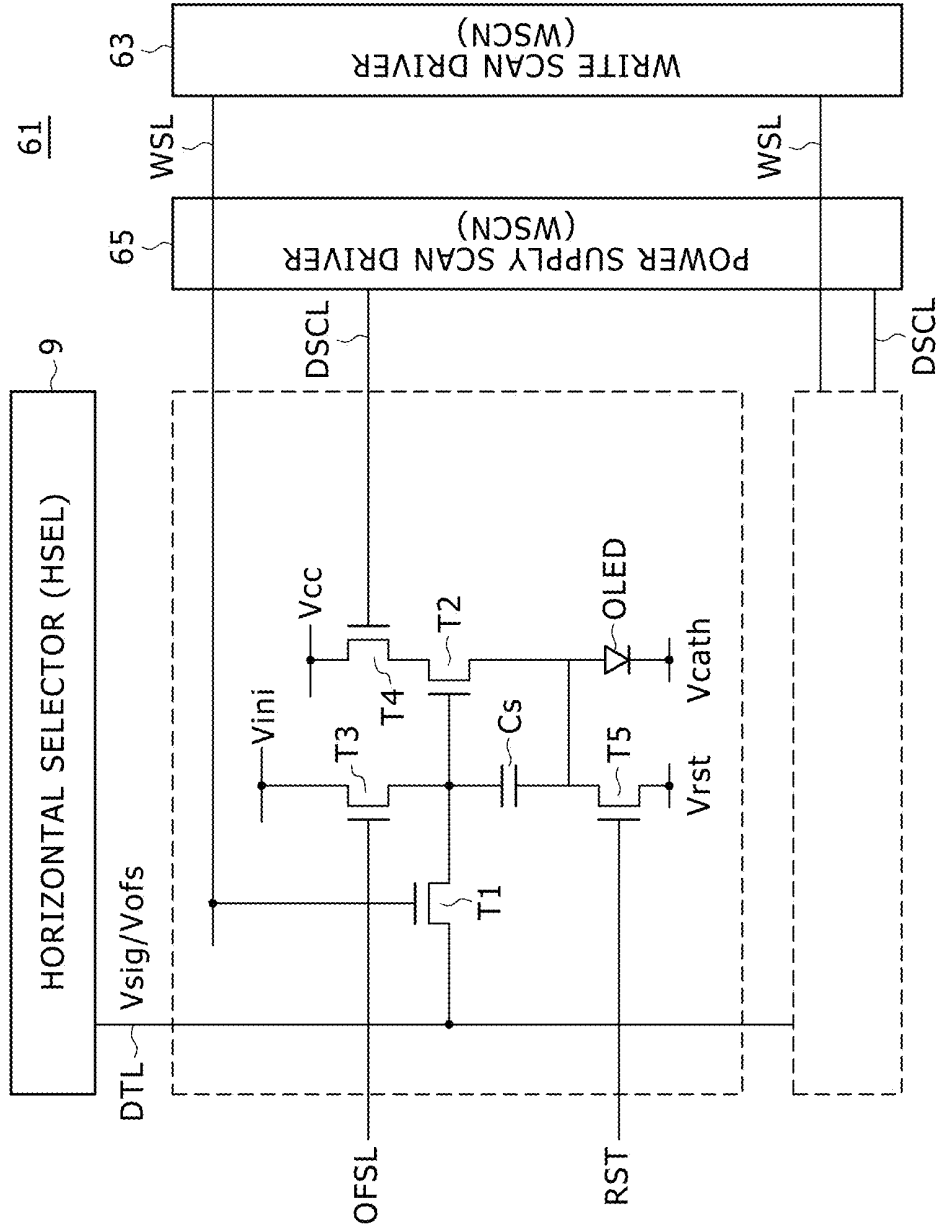 61
HORIZONTAL SELECTOR (HSEL)
9
DTL
Vsig/Vofs
65
POWER SUPPLY SCAN DRIVER
(WSCN)
63
WRITE SCAN DRIVER
(WSCN)
WSL
DSCL
Vini
Vcc
T3
T4
T2
OFSL
T1
Cs
OLED
T5
RST
Vrst
Vcath
WSL
DSCL